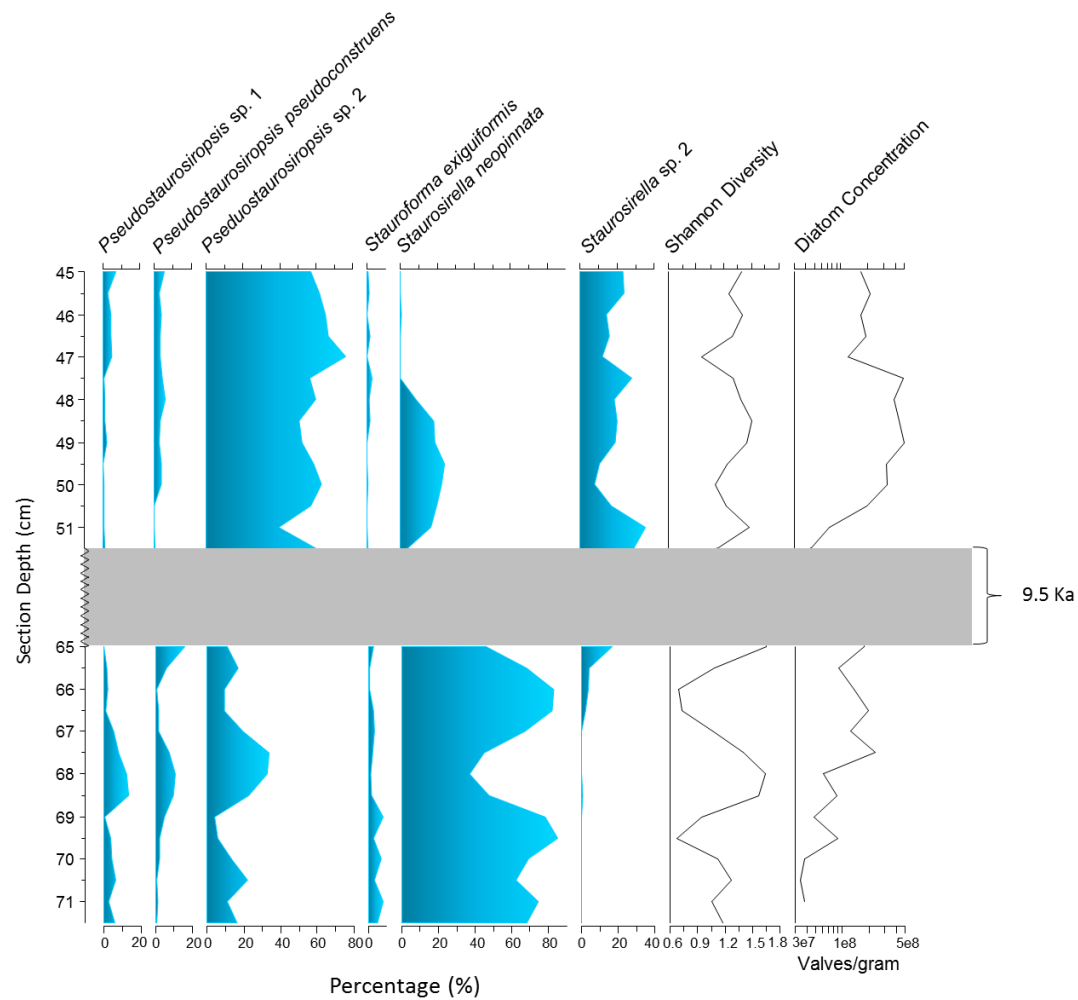 Pseudostaurosiropsis sp. 1
Pseudostaurosiropsis pseudoconstruens
Peseduostaurosiropsis sp. 2
Stauroforma exiguiformis
Staurosirella neopinnata
Staurosirella sp. 2
Shannon Diversity
Diatom Concentration
45
46
47
48
49
50
51
65
66
67
68
69
70
71
Section Depth (cm)
9.5 Ka
0 20 0 20 0 20 40 60 80 0 0 20 40 60 80 0 20 40 0.6 0.9 1.2 1.5 1.8 3e7 1e8 5e8
Valves/gram
Percentage (%)